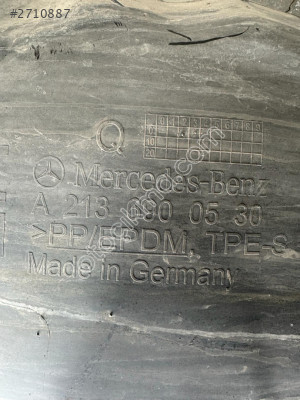 #2710887
Q
Mercedes-Benz
A 213 690 05 30
>PP/EPDM, TPE-S
Made in Germany